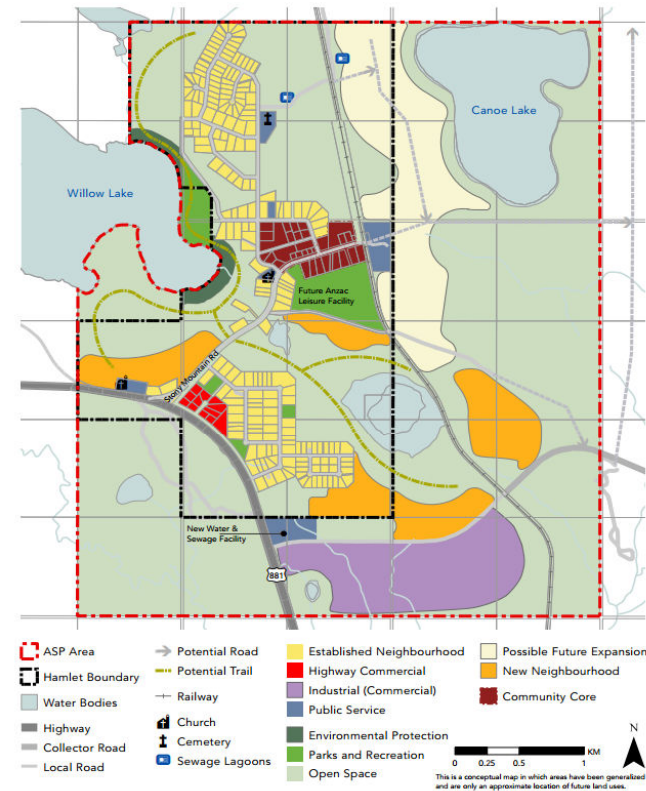 Canoe Lake
Willow Lake
Future Anzac
Leisure Facility
Stony Mountain Rd.
New Water &
Sewage Facility
881
ASP Area
Hamlet Boundary
Water Bodies
Highway
Collector Road
Local Road
Potential Road
Potential Trail
Railway
Church
Cemetery
Sewage Lagoons
Established Neighbourhood
Highway Commercial
Industrial (Commercial)
Public Service
Environmental Protection
Parks and Recreation
Open Space
Possible Future Expansion
New Neighbourhood
Community Core
N
KM
0 0.25 0.5 1
This is a conceptual map in which areas have been generalized
and are only an approximate location of future land uses.